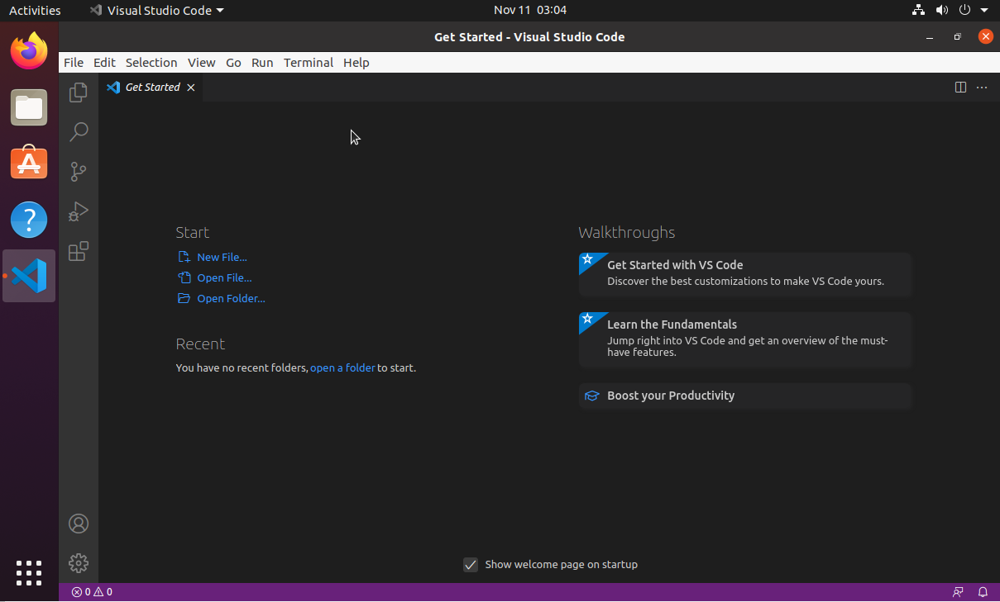 Activities
Visual Studio Code
Nov 11 03:04
Get Started - Visual Studio Code
File Edit Selection View Go Run Terminal Help
Get Started
Start
New File...
Open File...
Open Folder...
Recent
You have no recent folders, open a folder to start.
Walkthroughs
Get Started with VS Code
Discover the best customizations to make VS Code yours.
Learn the Fundamentals
Jump right into VS Code and get an overview of the must-
have features.
Boost your Productivity
Show welcome page on startup
0 0